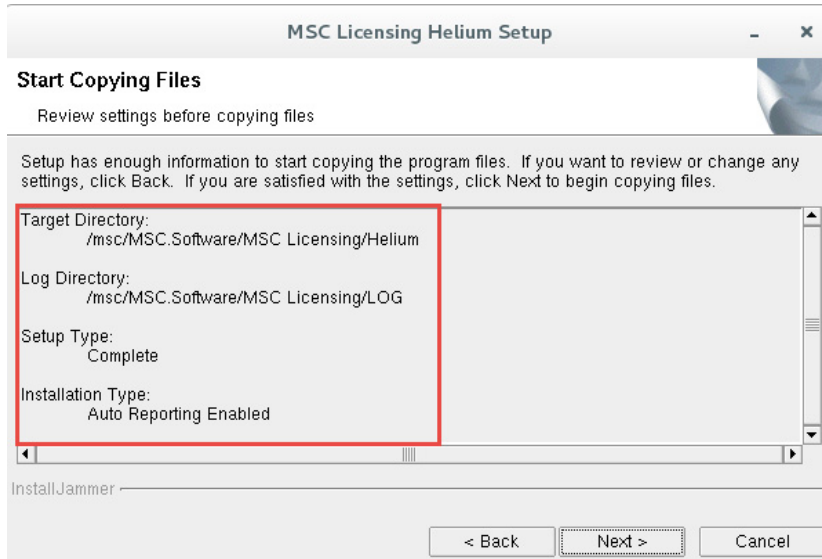 MSC Licensing Helium Setup
Start Copying Files
Review settings before copying files
Setup has enough information to start copying the program files. If you want to review or change any
settings, click Back. If you are satisfied with the settings, click Next to begin copying files.
Target Directory:
/msc/MSC.Software/MSC Licensing/Helium
Log Directory:
/msc/MSC.Software/MSC Licensing/LOG
Setup Type:
Complete
Installation Type:
Auto Reporting Enabled
InstallJammer
< Back Next > Cancel